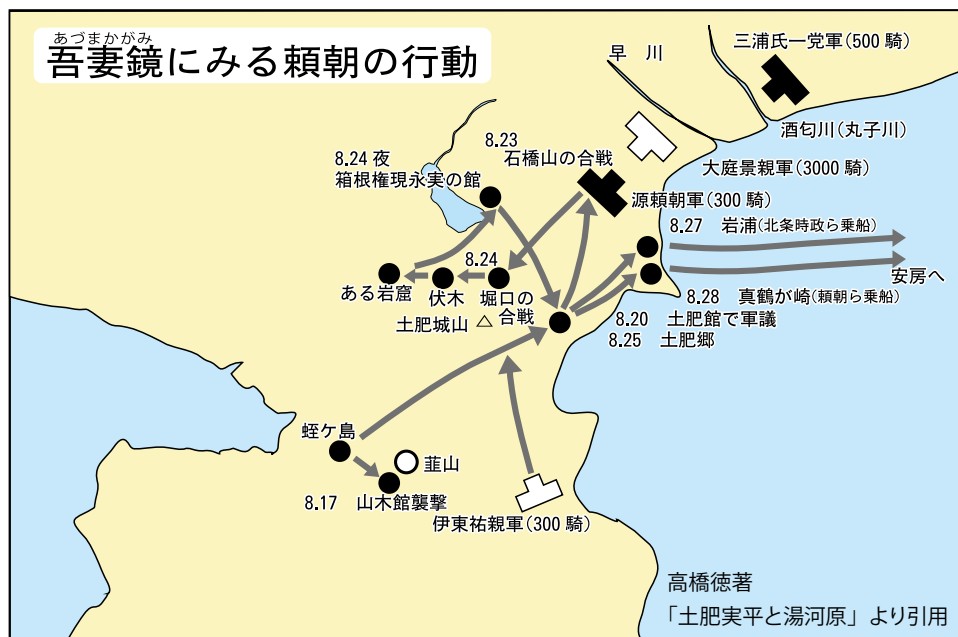 あづまかがみ
吾妻鏡にみる頼朝の行動
早川
三浦氏一党軍(500騎)
酒匂川(丸子川)
8.23
石橋山の合戦
大庭景親軍(3000騎)
8.24 夜
箱根権現永実の館
源頼朝軍(300騎)
8.27 岩浦(北条時政ら乗船)
安房へ
8.24
ある岩窟
伏木
堀口の
合戦
土肥城山
8.28 真鶴が崎(頼朝ら乗船)
8.20 土肥館で軍議
8.25 土肥郷
蛭ケ島
韮山
8.17 山木館襲撃
伊東祐親軍(300騎)
高橋徳著
「土肥実平と湯河原」より引用